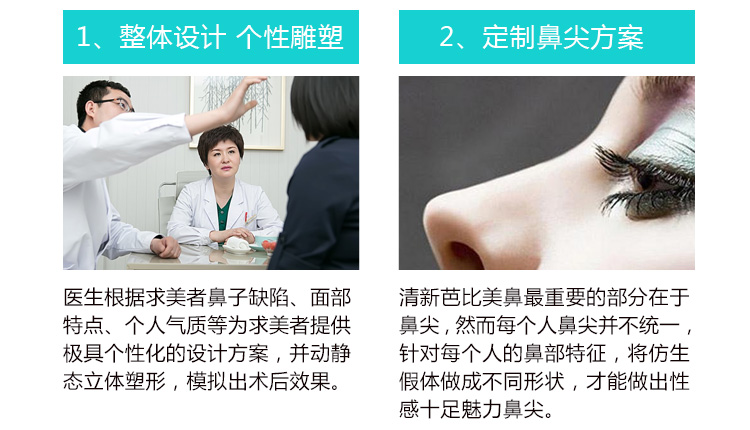 1、整体设计 个性雕塑
医生根据求美者鼻子缺陷、面部
特点、个人气质等为求美者提供
极具个性化的设计方案，并动静
态立体塑形，模拟出术后效果。
2、定制鼻尖方案
清新芭比美鼻最重要的部分在于
鼻尖，然而每个人鼻尖并不统一，
针对每个人的鼻部特征，将仿生
假体做成不同形状，才能做出性
感十足魅力鼻尖。